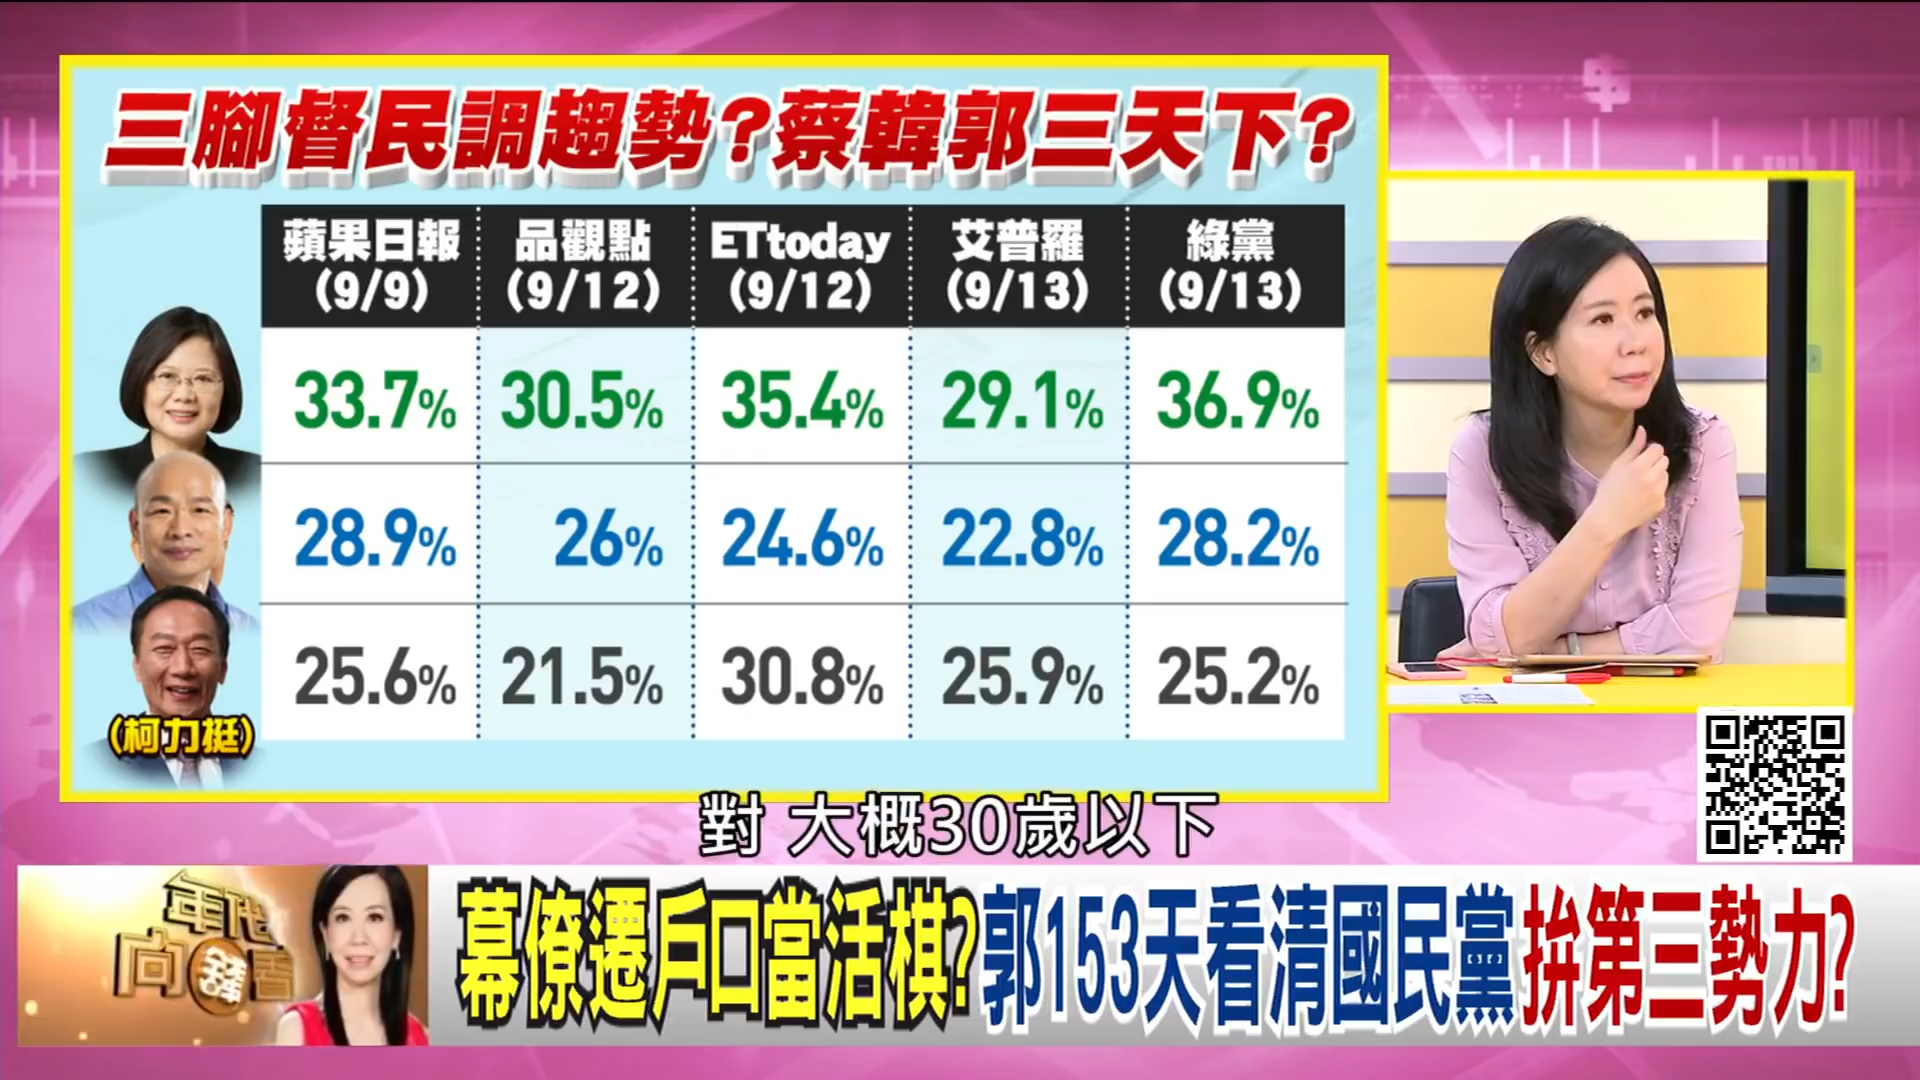 三腳督民調趨勢?蔡韓郭三天下?
蘋果日報 品觀點 ETtoday 艾普羅 綠黨
(9/9) (9/12) (9/12) (9/13) (9/13)
33.7% 30.5% 35.4% 29.1% 36.9%
28.9% 26% 24.6% 22.8% 28.2%
25.6% 21.5% 30.8% 25.9% 25.2%
(柯力挺)
對 大概30歲以下
年代
向錢看
幕僚遷戶口當活棋?郭153天看清國民黨拚第三勢力?